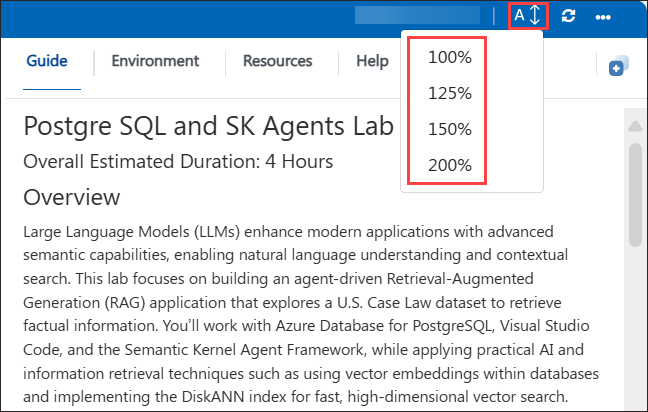 A
Guide Environment Resources Help
100%
125%
150%
200%
Postgre SQL and SK Agents Lab
Overall Estimated Duration: 4 Hours
Overview
Large Language Models (LLMs) enhance modern applications with advanced
semantic capabilities, enabling natural language understanding and contextual
search. This lab focuses on building an agent-driven Retrieval-Augmented
Generation (RAG) application that explores a U.S. Case Law dataset to retrieve
factual information. You’ll work with Azure Database for PostgreSQL, Visual Studio
Code, and the Semantic Kernel Agent Framework, while applying practical AI and
information retrieval techniques such as using vector embeddings within databases
and implementing the DiskANN index for fast, high-dimensional vector search.